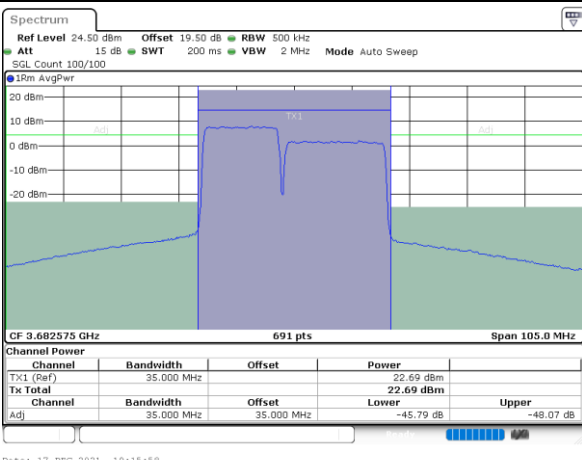 Spectrum
Ref Level 24.50 dBm Offset 19.50 dB RBW 500 kHz
Att 15 dB SWT 200 ms VBW 2 MHz Mode Auto Sweep
SGL Count 100/100
1Rm AvgPwr
20 dBm
TX1
10 dBm
Adj Adj
0 dBm
-10 dBm
-20 dBm
CF 3.682575 GHz 691 pts Span 105.0 MHz
Channel Power
Channel Bandwidth Offset Power
TX1 (Ref) 35.000 MHz 22.69 dBm
Tx Total 22.69 dBm
Channel Bandwidth Offset Lower Upper
Adj 35.000 MHz 35.000 MHz -45.79 dB -48.07 dB
Ready